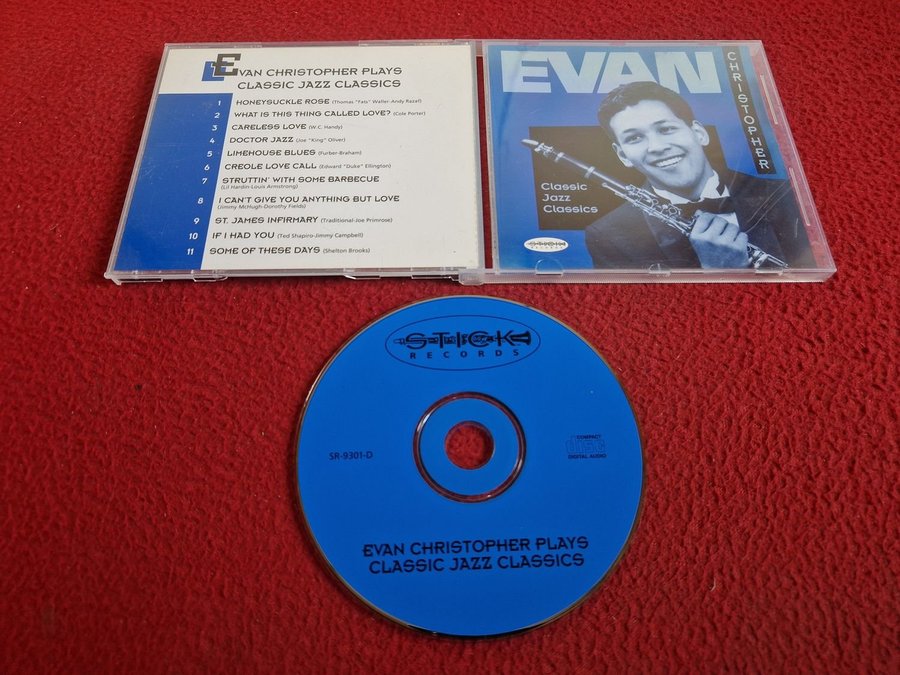 EVAN CHRISTOPHER PLAYS
CLASSIC JAZZ CLASSICS
1 HONEYSUCKLE ROSE (Thomas "Fats" Waller-Andy Razaf)
2 WHAT IS THIS THING CALLED LOVE? (Cole Porter)
3 CARELESS LOVE (W.C. Handy)
4 DOCTOR JAZZ (Joe "King" Oliver)
5 LIMEHOUSE BLUES (Furber-Braham)
6 CREOLE LOVE CALL (Edward "Duke" Ellington)
7 STRUTTIN' WITH SOME BARBECUE
(Lil Hardin-Louis Armstrong)
8 I CAN'T GIVE YOU ANYTHING BUT LOVE
(Jimmy McHugh-Dorothy Fields)
9 ST. JAMES INFIRMARY (Traditional-Joe Primrose)
10 IF I HAD YOU (Ted Shapiro-Jimmy Campbell)
11 SOME OF THESE DAYS (Shelton Brooks)
EVAN
CHRISTOPHER
Classic
Jazz
Classics
STICK
RECORDS
SR-9301-D
COMPACT
disc
DIGITAL AUDIO
EVAN CHRISTOPHER PLAYS
CLASSIC JAZZ CLASSICS